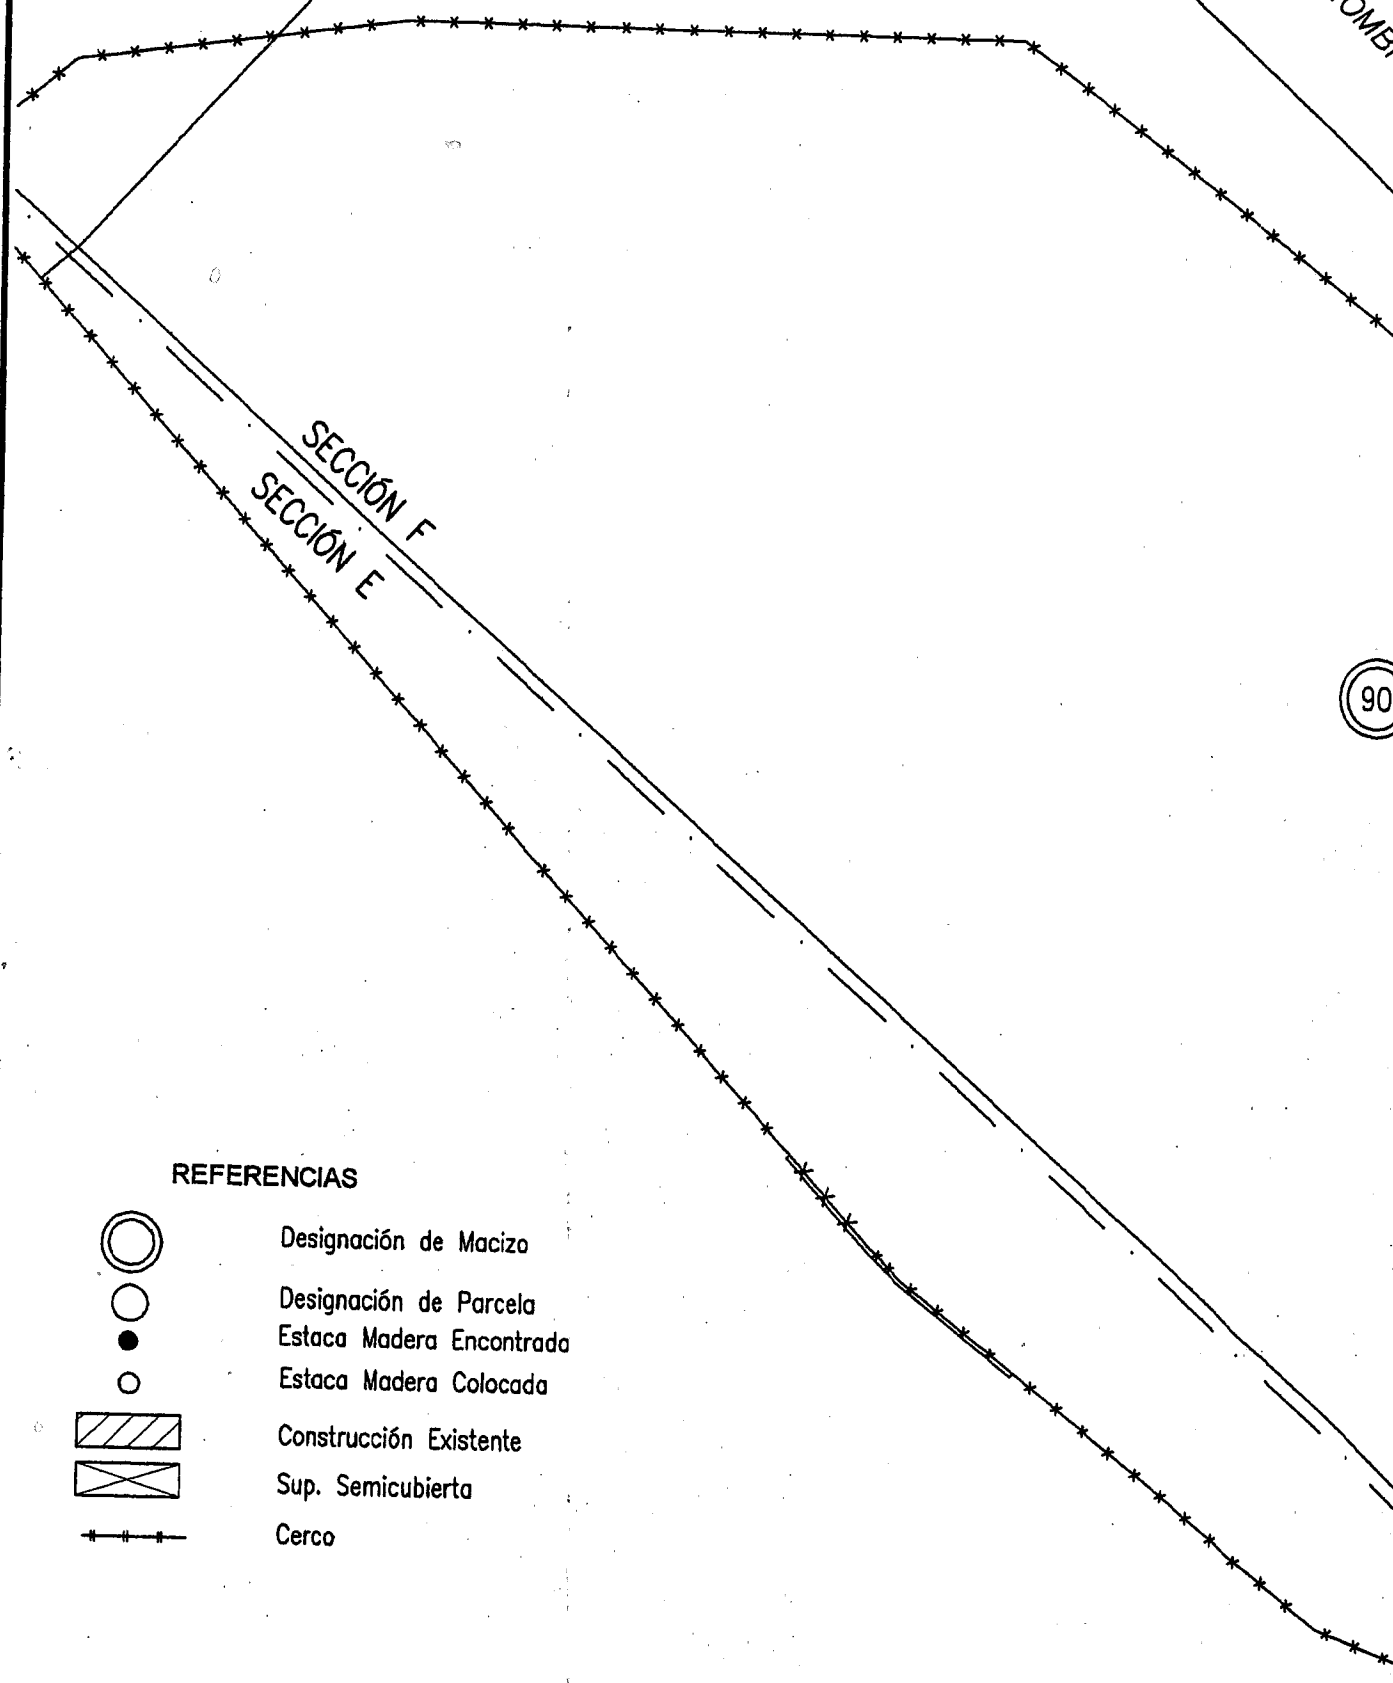 SECCIÓN F
SECCIÓN E
90
REFERENCIAS
Designación de Macizo
Designación de Parcela
Estaca Madera Encontrada
Estaca Madera Colocada
Construcción Existente
Sup. Semicubierta
Cerco